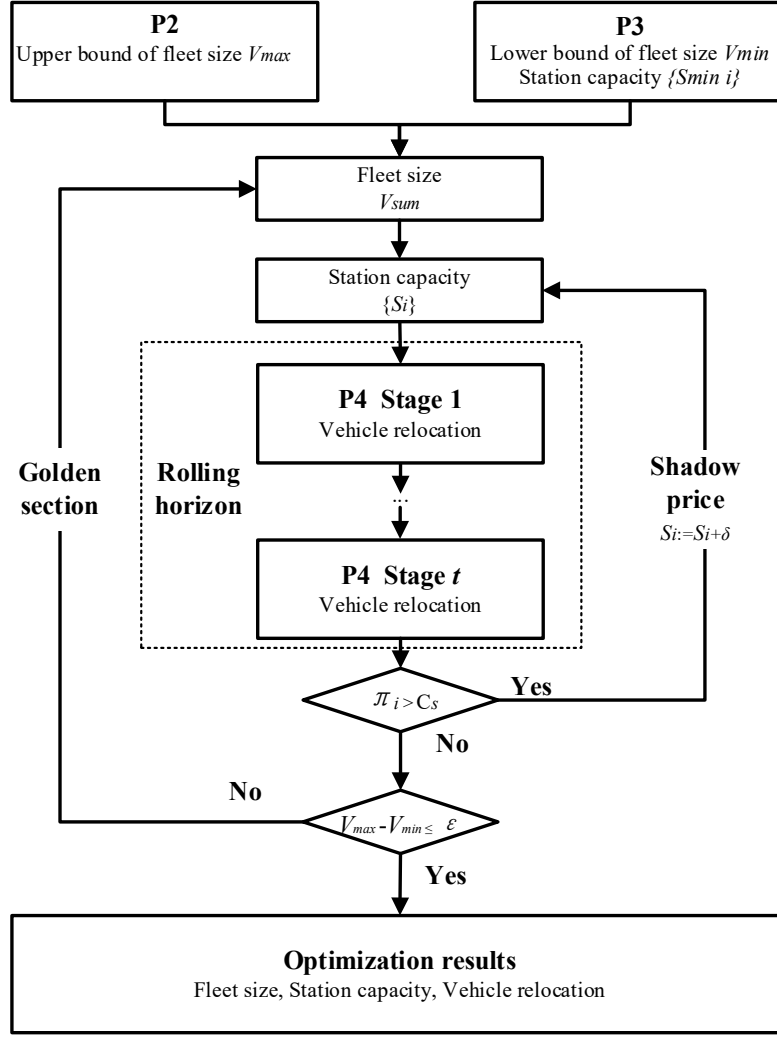 P2
Upper bound of fleet size Vmax
P3
Lower bound of fleet size Vmin
Station capacity {Smin i}
Fleet size
Vsum
Station capacity
{Si}
P4 Stage 1
Vehicle relocation
Golden
section
Rolling
horizon
...
Shadow
price
Si:=Si+δ
P4 Stage t
Vehicle relocation
π i > Cs
Yes
No
No
Vmax - Vmin ≤ ε
Yes
Optimization results
Fleet size, Station capacity, Vehicle relocation